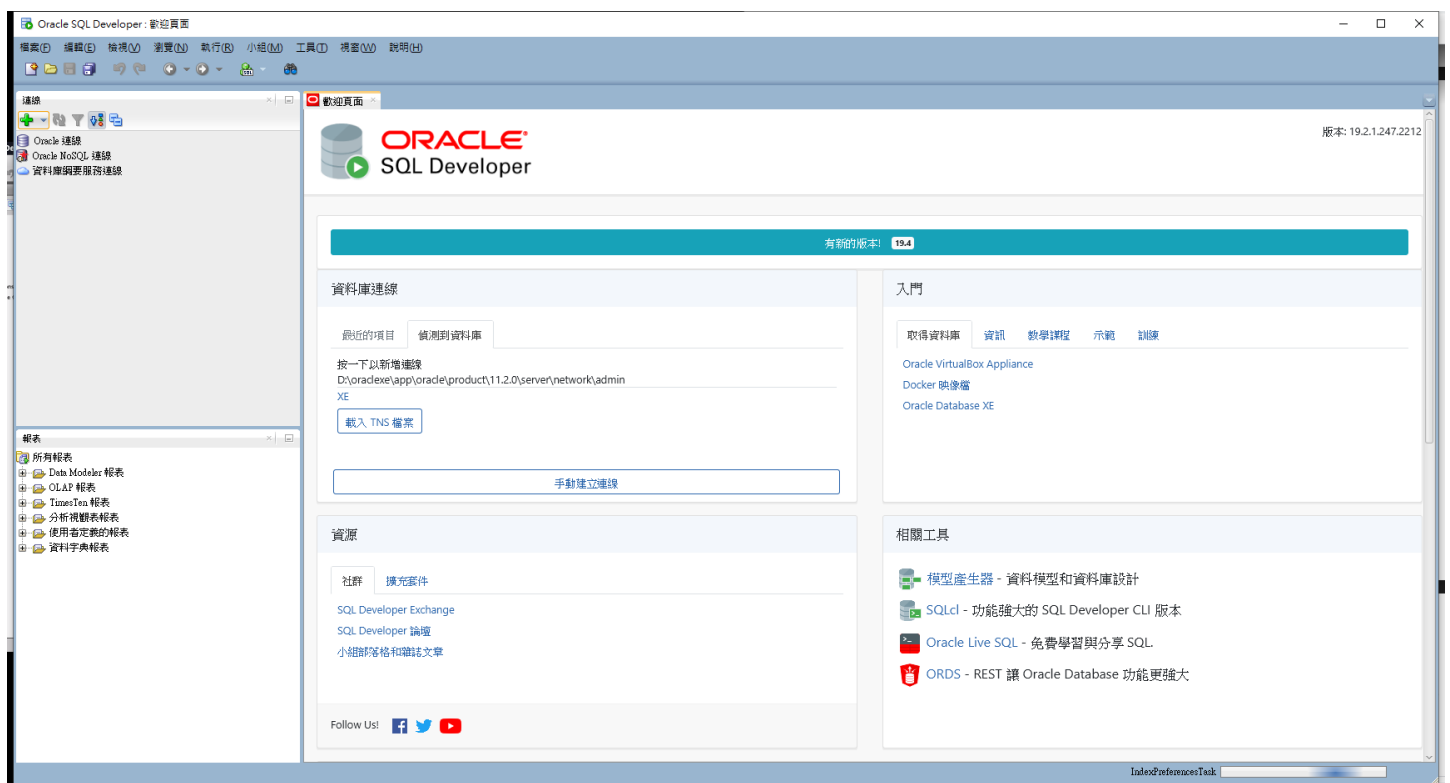 Oracle SQL Developer : 歡迎頁面
檔案(F) 編輯(E) 檢視(V) 瀏覽(N) 執行(R) 小組(M) 工具(T) 視窗(W) 說明(H)
連線
Oracle 連線
Oracle NoSQL 連線
資料庫綱要服務連線
報表
所有報表
Data Modeler 報表
OLAP 報表
TimesTen 報表
分析視觀表報表
使用者定義的報表
資料字典報表
歡迎頁面
ORACLE
SQL Developer
版本: 19.2.1.247.2212
有新的版本! 19.4
資料庫連線
最近的項目 偵測到資料庫
按一下以新增連線
D:\oraclexe\app\oracle\product\11.2.0\server\network\admin
XE
載入 TNS 檔案
手動建立連線
入門
取得資料庫 資訊 教學課程 示範 訓練
Oracle VirtualBox Appliance
Docker 映像檔
Oracle Database XE
資源
社群 擴充套件
SQL Developer Exchange
SQL Developer 論壇
小組部落格和雜誌文章
Follow Us!
相關工具
模型產生器 - 資料模型和資料庫設計
SQLcl - 功能強大的 SQL Developer CLI 版本
Oracle Live SQL - 免費學習與分享 SQL.
ORDS - REST 讓 Oracle Database 功能更強大
IndexPreferencesTask